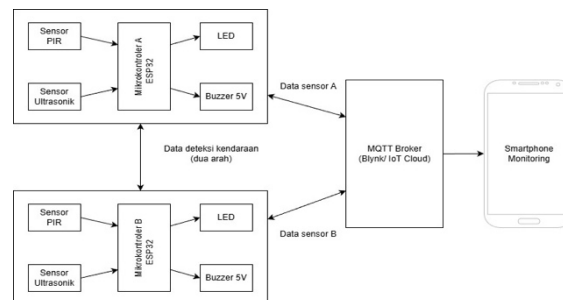 Sensor
PIR
Sensor
Ultrasonik
Mikrokontroler A
ESP32
LED
Buzzer 5V
Data sensor A
Data deteksi kendaraan
(dua arah)
MQTT Broker
(Blynk/ IoT Cloud)
Smartphone
Monitoring
Sensor
PIR
Sensor
Ultrasonik
Mikrokontroler B
ESP32
LED
Buzzer 5V
Data sensor B